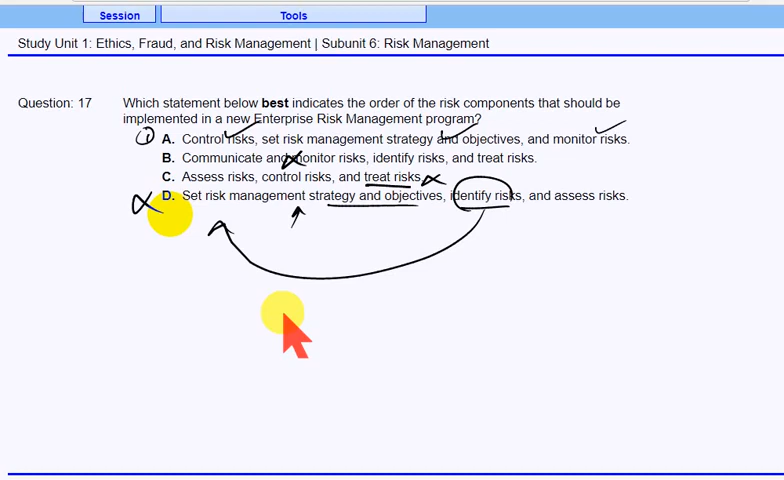 Session Tools
Study Unit 1: Ethics, Fraud, and Risk Management | Subunit 6: Risk Management
Question: 17 Which statement below best indicates the order of the risk components that should be
implemented in a new Enterprise Risk Management program?
① A. Control risks, set risk management strategy and objectives, and monitor risks.
B. Communicate and monitor risks, identify risks, and treat risks.
C. Assess risks, control risks, and treat risks.
D. Set risk management strategy and objectives, identify risks, and assess risks.